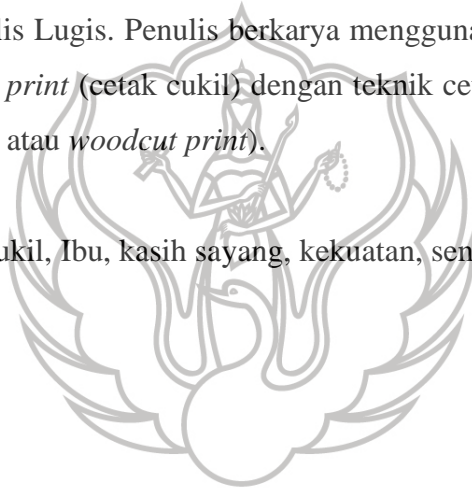 lis Lugis. Penulis berkarya mengguna
print (cetak cukil) dengan teknik ce
atau woodcut print).
ukil, Ibu, kasih sayang, kekuatan, sen